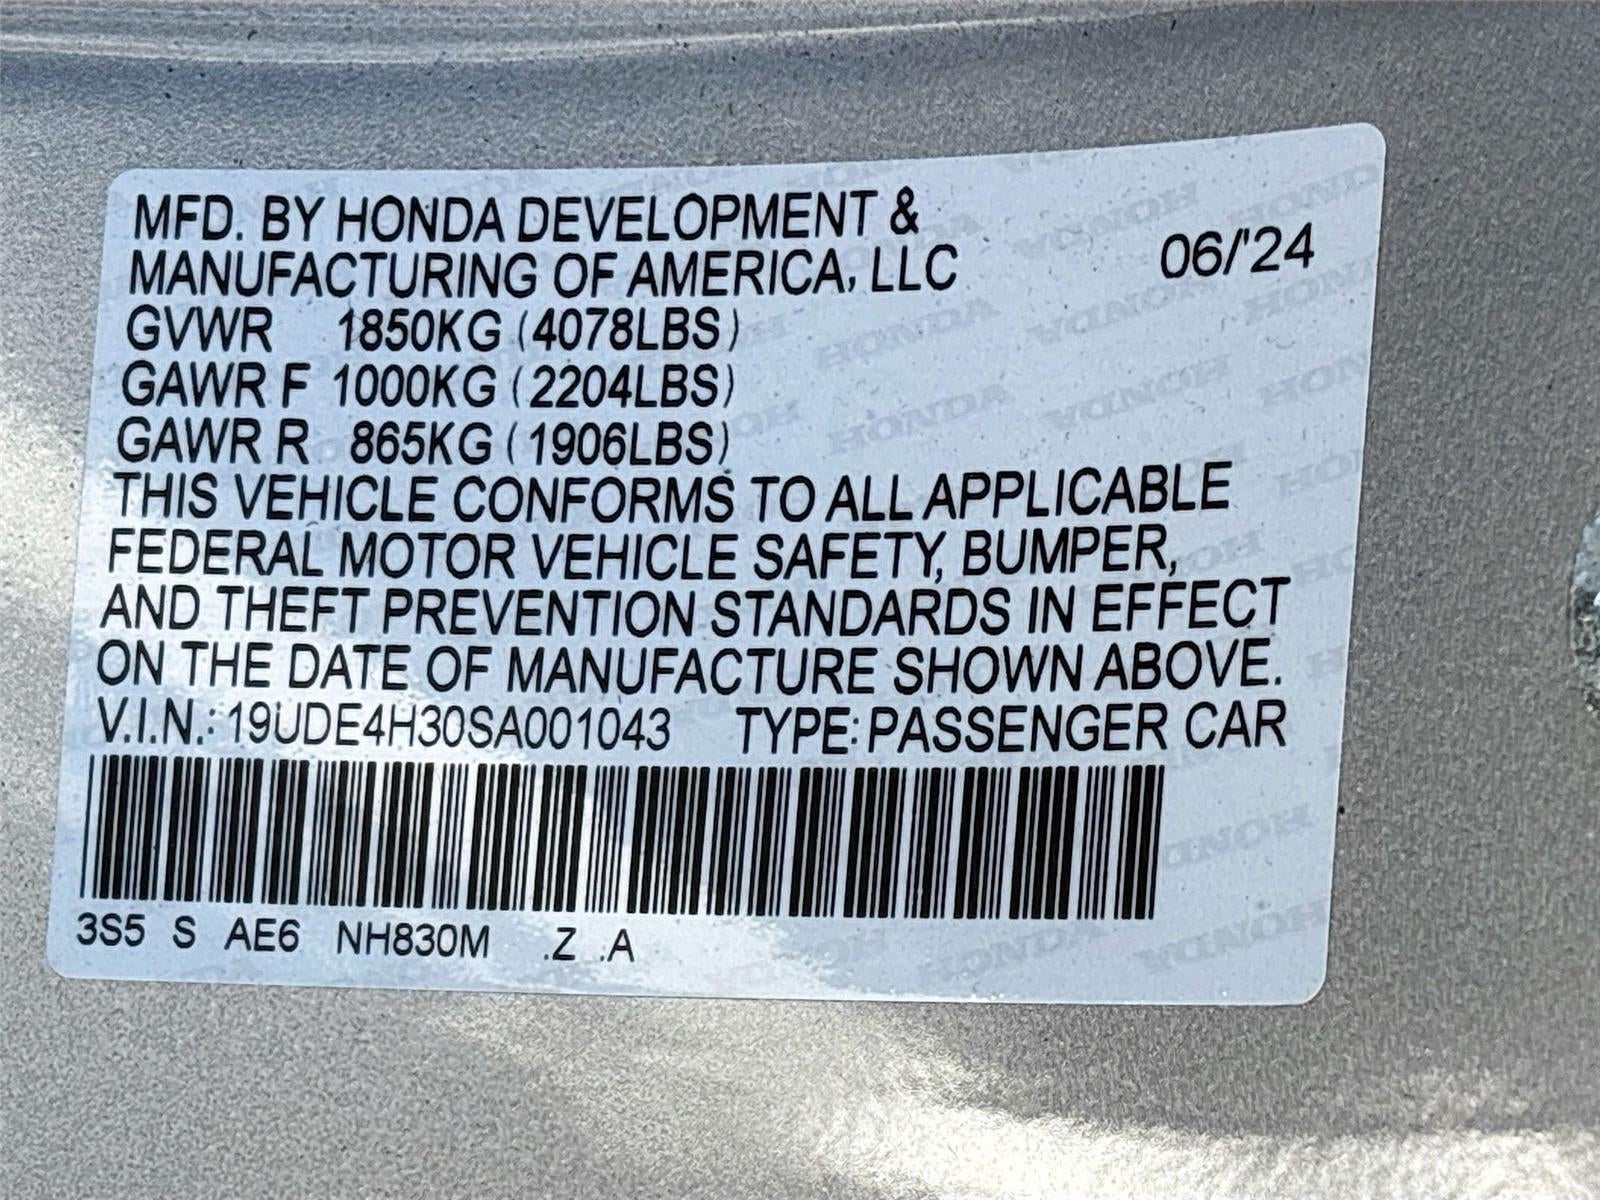 MFD. BY HONDA DEVELOPMENT &
MANUFACTURING OF AMERICA, LLC 06/'24
GVWR 1850KG (4078LBS)
GAWR F 1000KG (2204LBS)
GAWR R 865KG (1906LBS)
THIS VEHICLE CONFORMS TO ALL APPLICABLE
FEDERAL MOTOR VEHICLE SAFETY, BUMPER,
AND THEFT PREVENTION STANDARDS IN EFFECT
ON THE DATE OF MANUFACTURE SHOWN ABOVE.
V.I.N.: 19UDE4H30SA001043 TYPE: PASSENGER CAR
3S5 S AE6 NH830M .Z .A